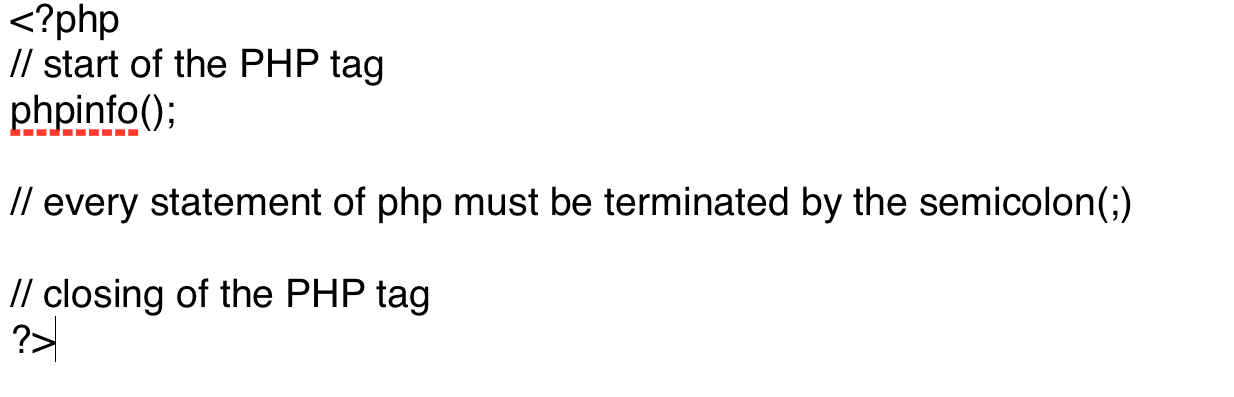 <?php
// start of the PHP tag
phpinfo();
// every statement of php must be terminated by the semicolon(;)
// closing of the PHP tag
?>